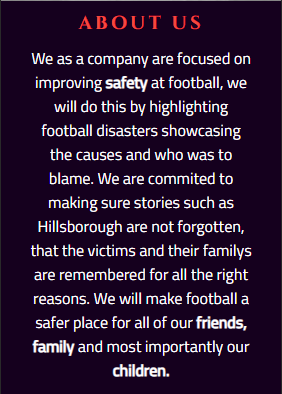 ABOUT US
We as a company are focused on
improving safety at football, we
will do this by highlighting
football disasters showcasing
the causes and who was to
blame. We are commited to
making sure stories such as
Hillsborough are not forgotten,
that the victims and their familys
are remembered for all the right
reasons. We will make football a
safer place for all of our friends,
family and most importantly our
children.